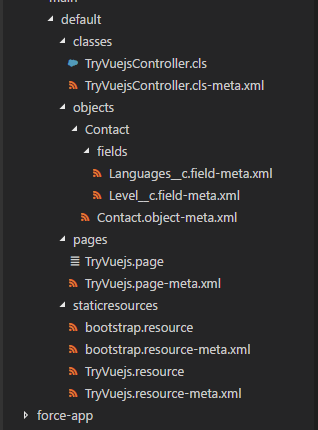 main
default
classes
TryVuejsController.cls
TryVuejsController.cls-meta.xml
objects
Contact
fields
Languages__c.field-meta.xml
Level__c.field-meta.xml
Contact.object-meta.xml
pages
TryVuejs.page
TryVuejs.page-meta.xml
staticresources
bootstrap.resource
bootstrap.resource-meta.xml
TryVuejs.resource
TryVuejs.resource-meta.xml
force-app